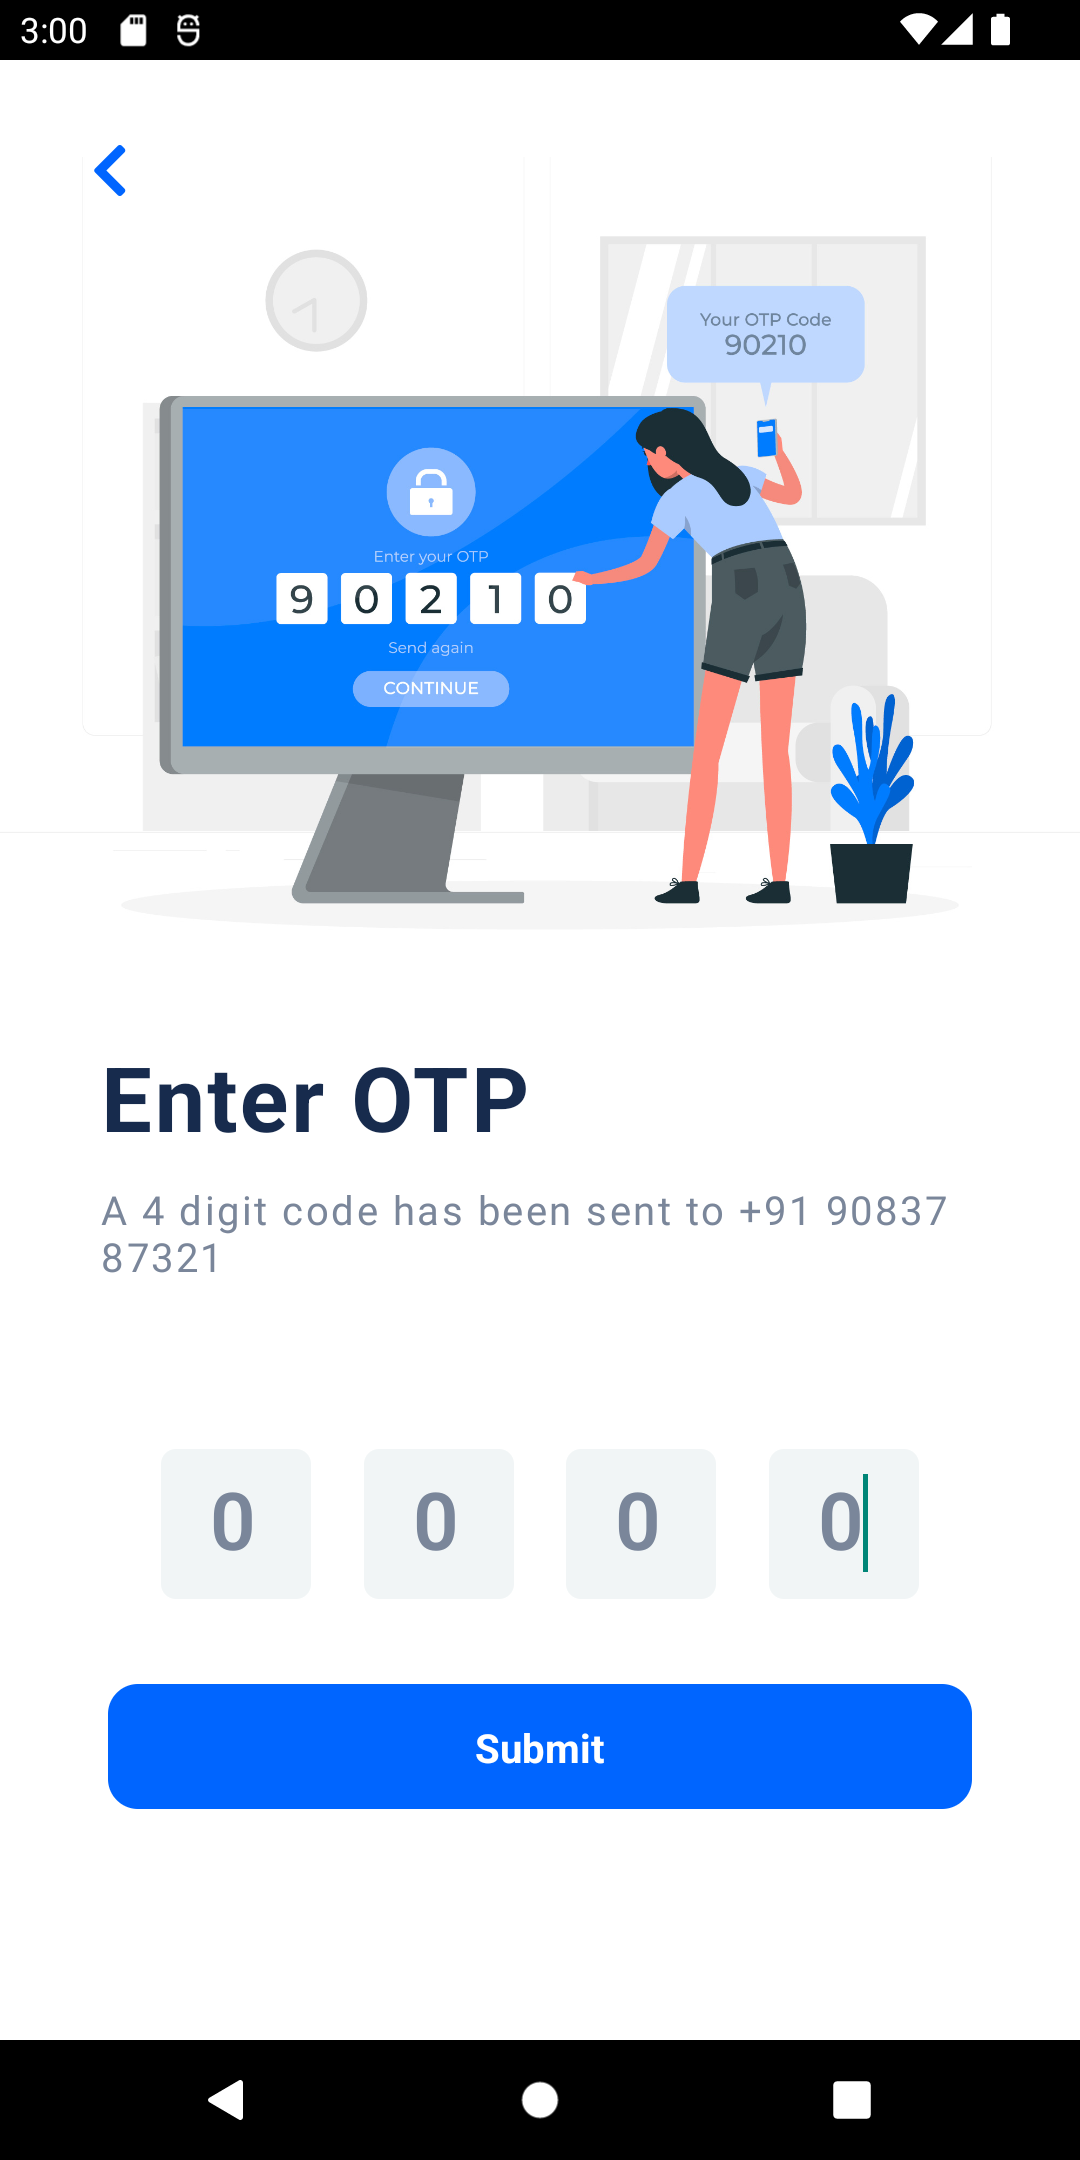 3:00
Your OTP Code
90210
Enter your OTP
9 0 2 1 0
Send again
CONTINUE
Enter OTP
A 4 digit code has been sent to +91 90837
87321
0 0 0 0
Submit